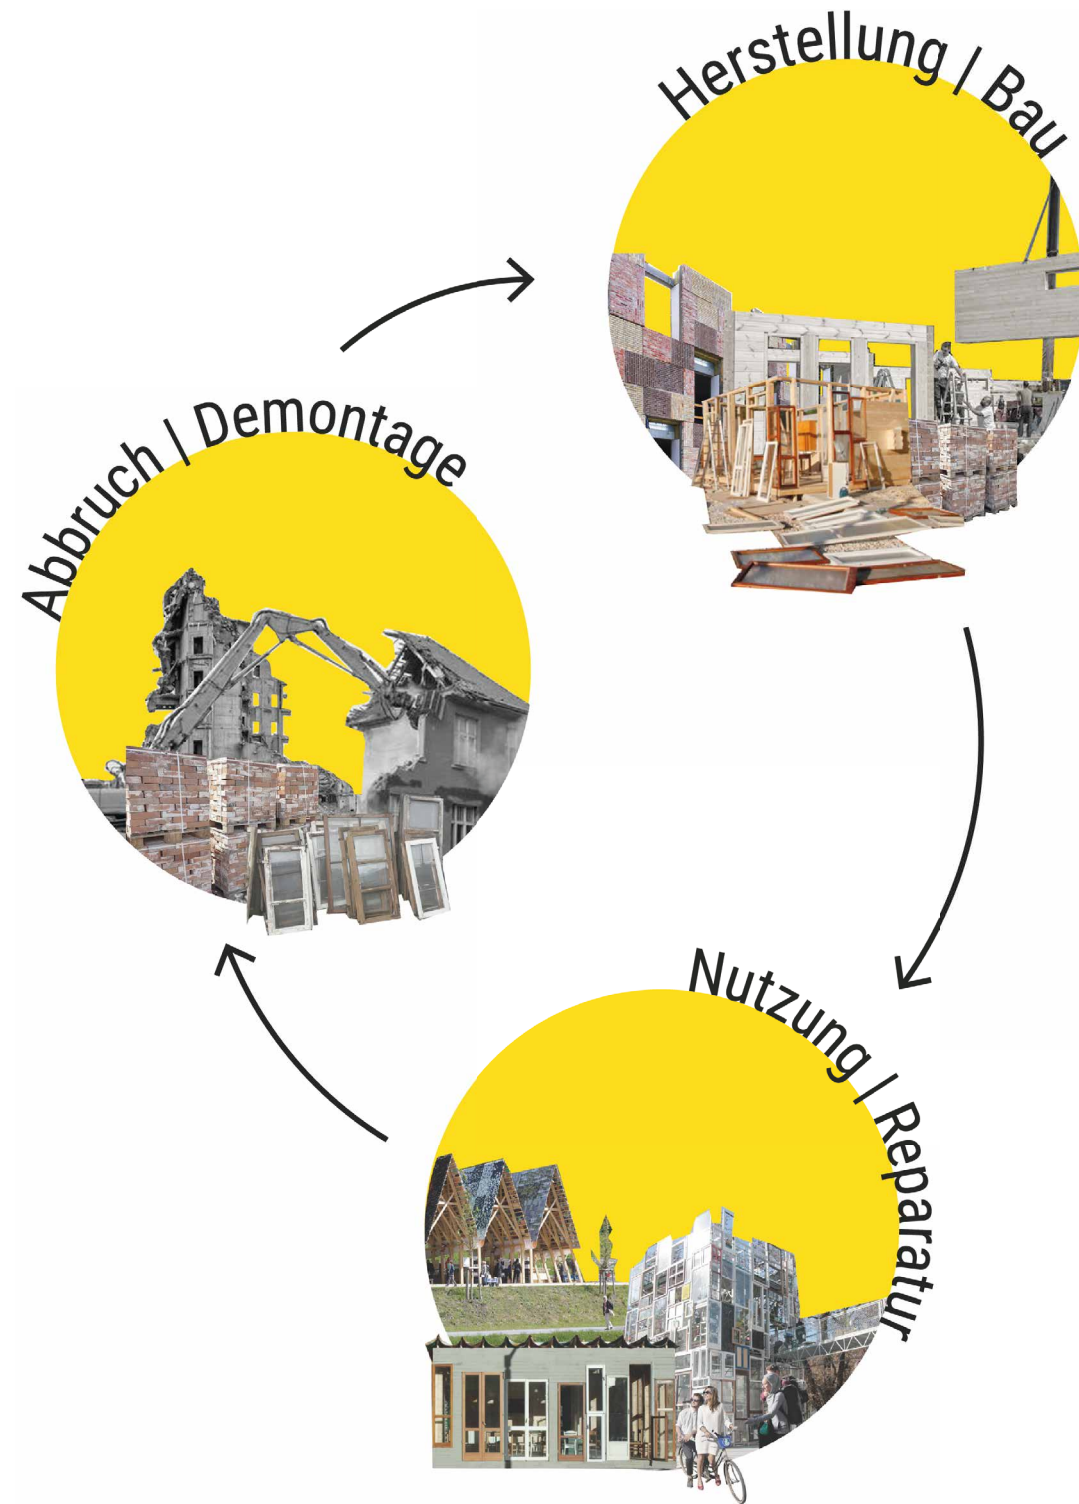 Herstellung | Bau
Abbruch | Demontage
Nutzung | Reparatur